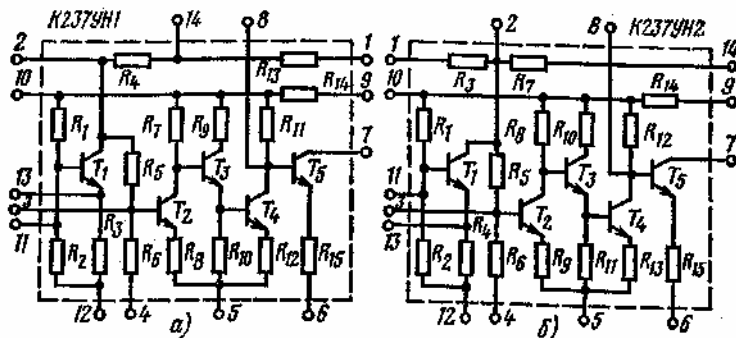 К237УН1 14 8
2 1
R4 R13
10 R14 9
R1 R7 R9 R11 7
T1 R5 T3 T5
13
3 T2 T4
11 R3
R2 R6 R8 R10 R12 R15
12 4 5 6
а)
2 8 К237УН2
1 14
R3 R7
10 R14 9
R1 R8 R10 R12 7
T1 R5 T3 T5
11
3 T2 T4
13 R4
R2 R6 R9 R11 R13 R15
12 4 5 6
б)